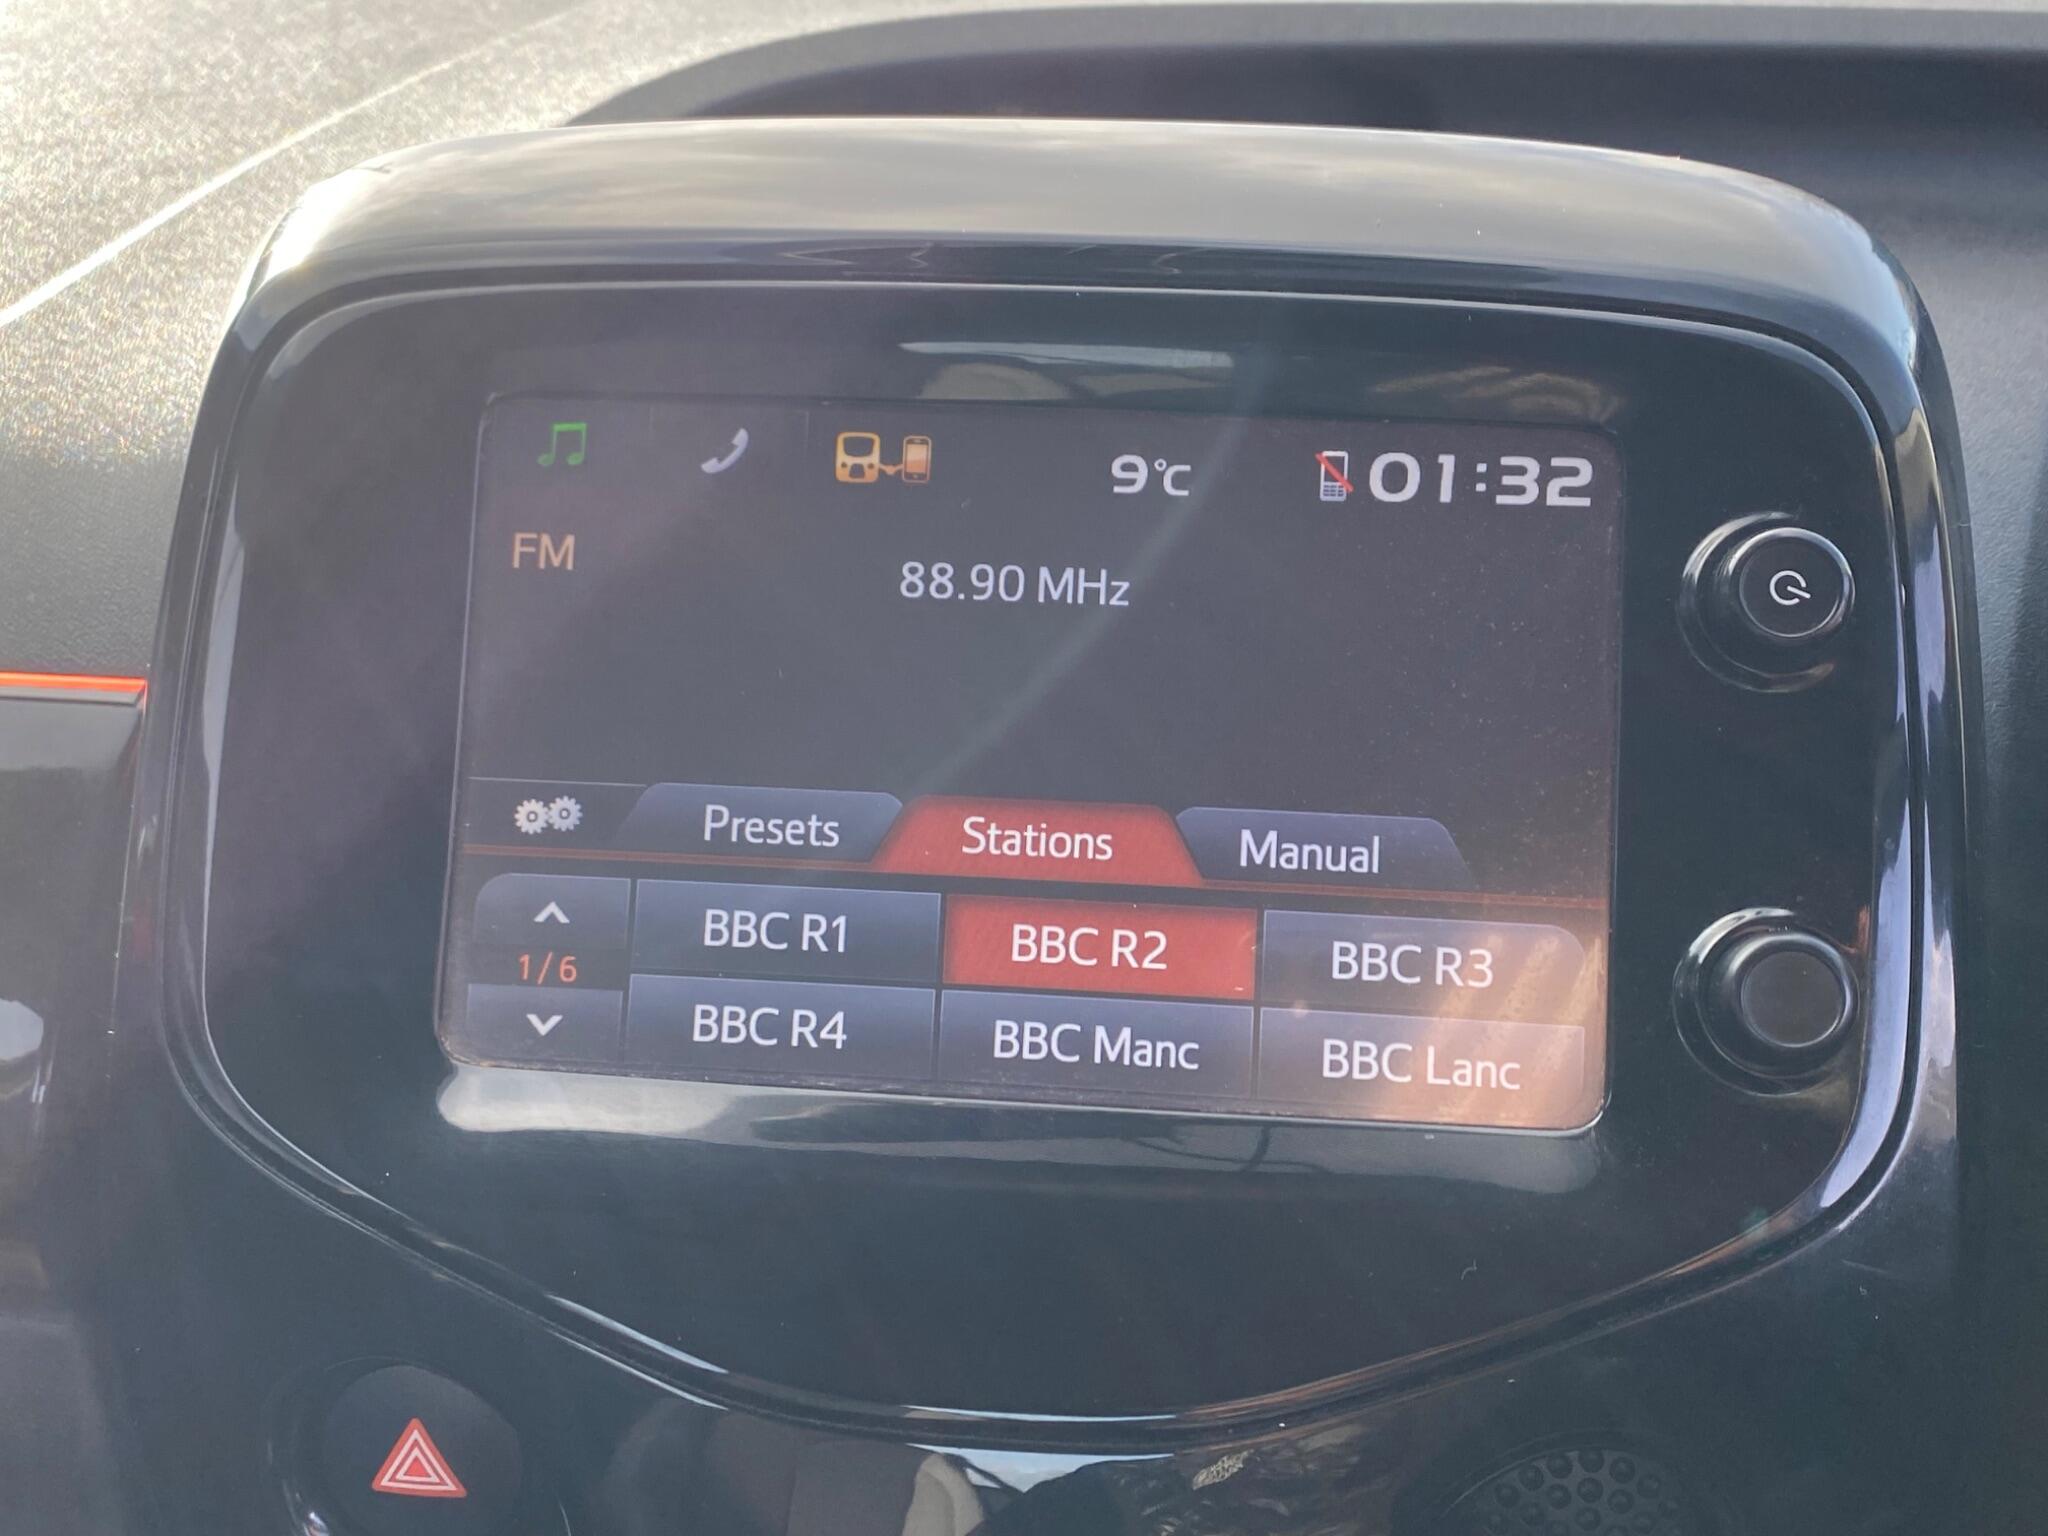 9°C 01:32
FM
88.90 MHz
Presets Stations Manual
BBC R1 BBC R2 BBC R3
1/6
BBC R4 BBC Manc BBC Lanc